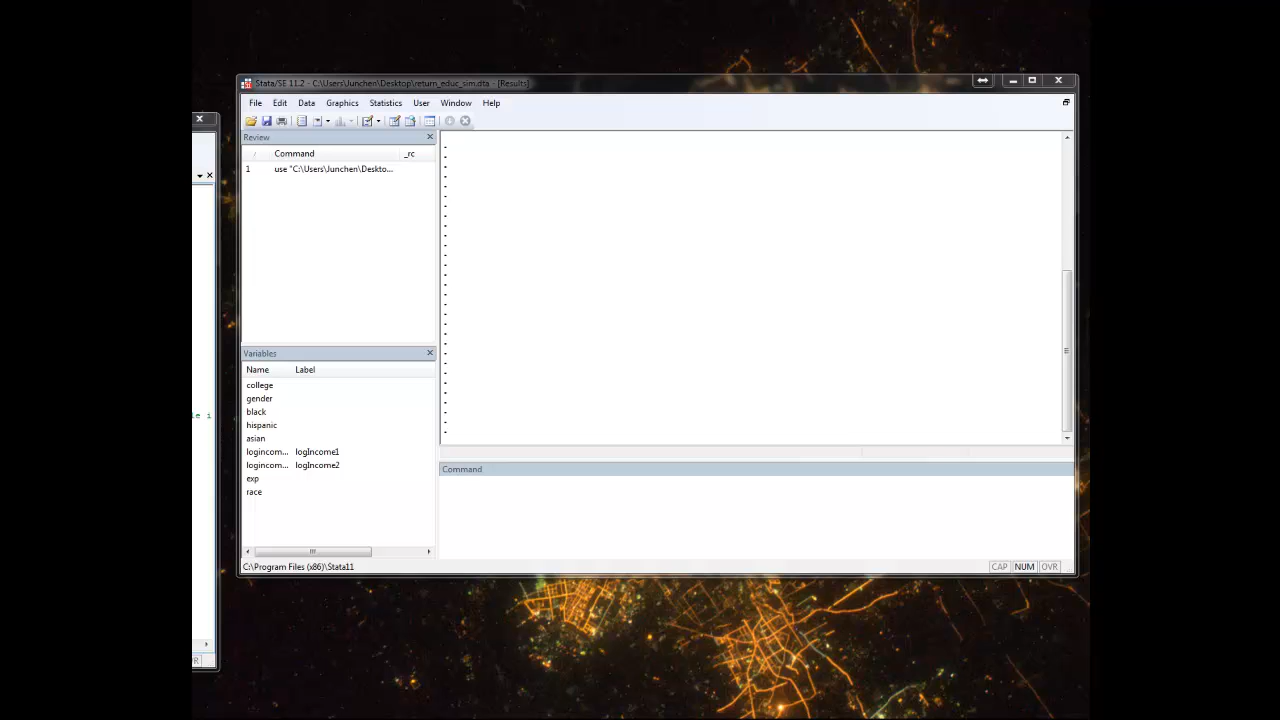 Stata/SE 11.2 - C:\Users\Junchen\Desktop\return_educ_sim.dta - [Results]
File Edit Data Graphics Statistics User Window Help
Review
Command _rc
1 use "C:\Users\Junchen\Deskto...
Variables
Name Label
college
gender
black
hispanic
asian
logincom... logIncome1
logincom... logIncome2
exp
race
Command
C:\Program Files (x86)\Stata11
CAP NUM OVR